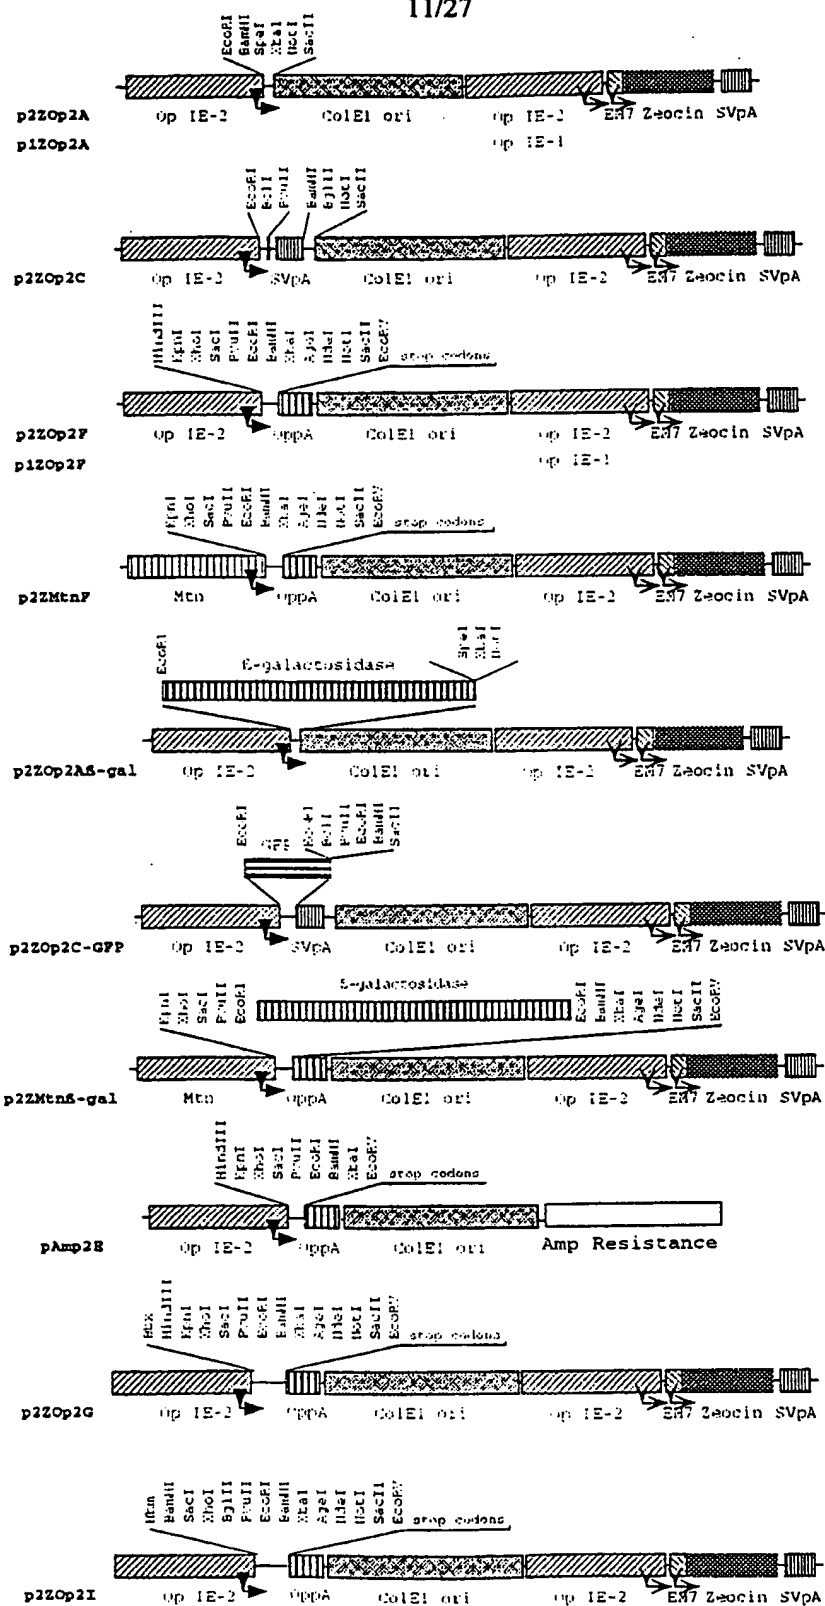 11/27
EcoRI
BamHI
SpeI
XbaI
NotI
SacII
p2ZOp2A Op IE-2 ColE1 ori Op IE-2 EM7 Zeocin SVpA
p1ZOp2A Op IE-1
EcoRI
BclI
PvuII
BamHI
BglII
NotI
SacII
p2ZOp2C Op IE-2 SVpA ColE1 ori Op IE-2 EM7 Zeocin SVpA
HindIII
KpnI
XhoI
SacI
PvuII
EcoRI
BamHI
XbaI
AgeI
NdeI
NotI
SacII
EcoRV
stop codons
p2ZOp2F Op IE-2 OppA ColE1 ori Op IE-2 EM7 Zeocin SVpA
p1ZOp2F Op IE-1
KpnI
XhoI
SacI
PvuII
EcoRI
BamHI
XbaI
AgeI
NdeI
NotI
SacII
EcoRV
stop codons
p2ZMtnF Mtn OppA ColE1 ori Op IE-2 EM7 Zeocin SVpA
EcoRI
ß-galactosidase
SpeI
XbaI
NotI
p2ZOp2Aß-gal Op IE-2 ColE1 ori Op IE-2 EM7 Zeocin SVpA
EcoRI
GFP
EcoRI
BclI
PvuII
EcoRI
BamHI
SacII
p2ZOp2C-GFP Op IE-2 SVpA ColE1 ori Op IE-2 EM7 Zeocin SVpA
KpnI
XhoI
SacI
PvuII
EcoRI
ß-galactosidase
EcoRI
BamHI
XbaI
AgeI
NdeI
NotI
SacII
EcoRV
p2ZMtnß-gal Mtn OppA ColE1 ori Op IE-2 EM7 Zeocin SVpA
HindIII
KpnI
XhoI
SacI
PvuII
EcoRI
BamHI
XbaI
EcoRV
stop codons
pAmp2E Op IE-2 OppA ColE1 ori Amp Resistance
HindIII
KpnI
XhoI
SacI
PvuII
EcoRI
BamHI
XbaI
AgeI
NdeI
NotI
SacII
EcoRV
stop codons
p2ZOp2G Op IE-2 OppA ColE1 ori Op IE-2 EM7 Zeocin SVpA
BamHI
SacI
XhoI
BglII
PvuII
EcoRI
BamHI
XbaI
AgeI
NdeI
NotI
SacII
EcoRV
stop codons
p2ZOp2I Op IE-2 OppA ColE1 ori Op IE-2 EM7 Zeocin SVpA